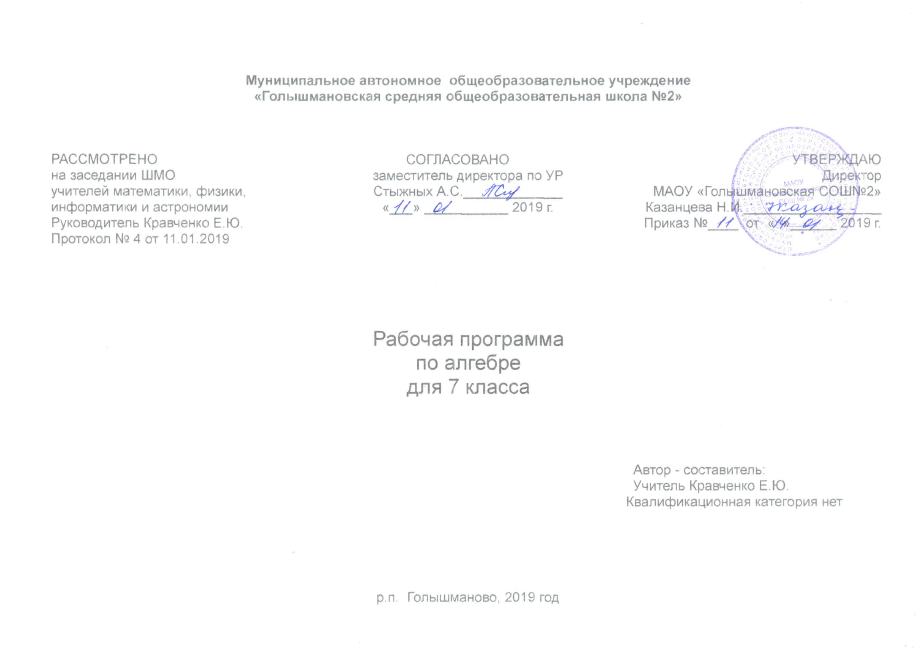 Муниципальное автономное общеобразовательное учреждение
«Голышмановская средняя общеобразовательная школа №2»
РАССМОТРЕНО
на заседании ШМО
учителей математики, физики,
информатики и астрономии
Руководитель Кравченко Е.Ю.
Протокол № 4 от 11.01.2019
СОГЛАСОВАНО
заместитель директора по УР
Стыжных А.С.
«11» 01 2019 г.
УТВЕРЖДАЮ
Директор
МАОУ «Голышмановская СОШ№2»
Казанцева Н.И.
Приказ № 11 от «14» 01 2019 г.
МАОУ
Рабочая программа
по алгебре
для 7 класса
Автор - составитель:
Учитель Кравченко Е.Ю.
Квалификационная категория нет
р.п. Голышманово, 2019 год